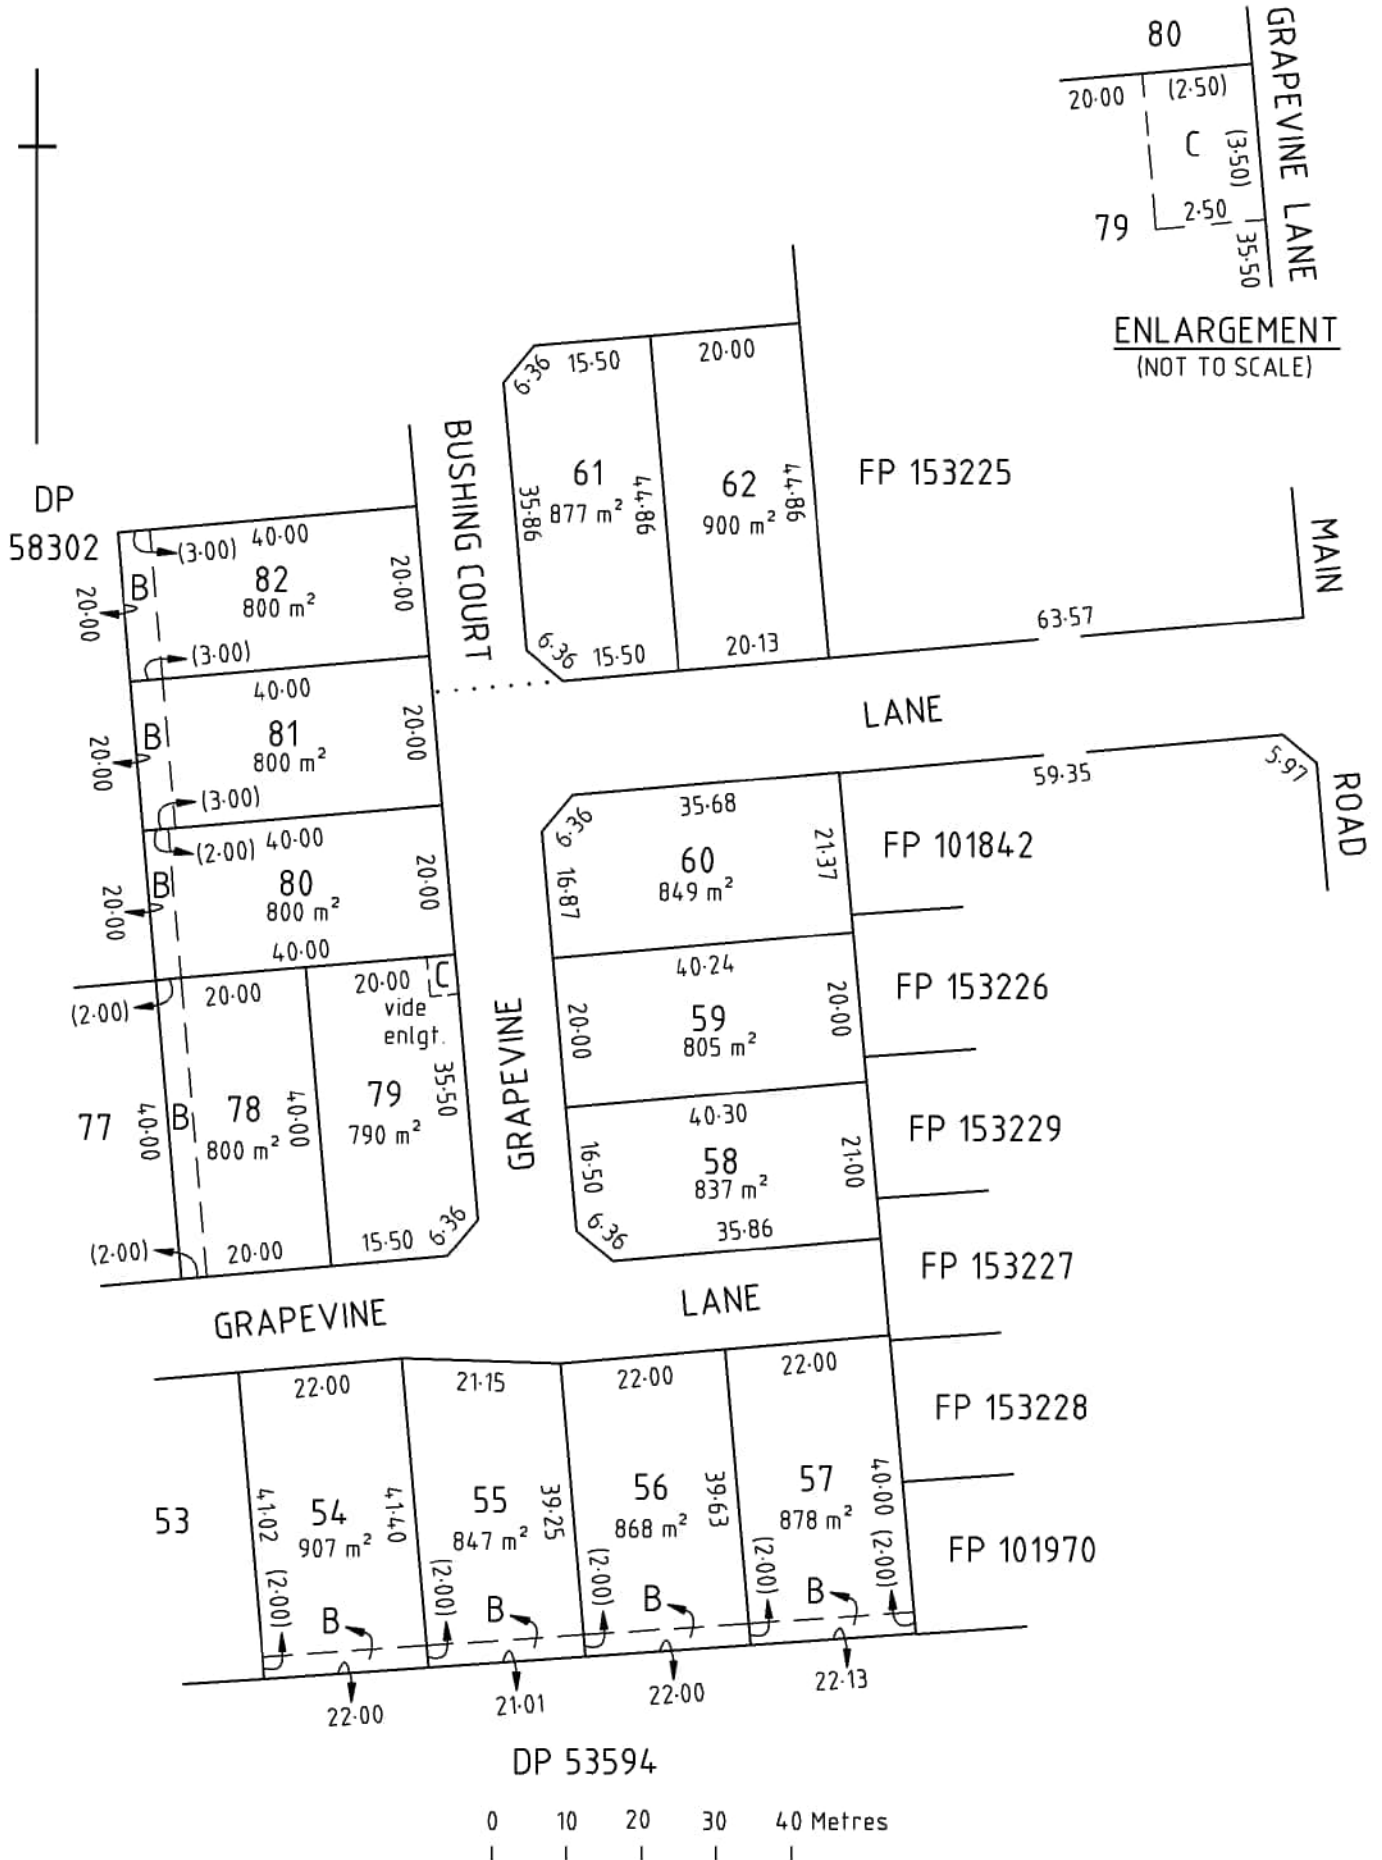 80
20·00
(2·50)
C
(3·50)
79
2·50
35·50
GRAPEVINE LANE
ENLARGEMENT
(NOT TO SCALE)
6·36
15·50
20·00
61
877 m²
35·86
44·86
62
900 m²
44·86
FP 153225
6·36
15·50
20·13
63·57
MAIN
ROAD
BUSHING COURT
DP
58302
(3·00)
40·00
82
800 m²
B
20·00
20·00
(3·00)
40·00
81
800 m²
B
20·00
20·00
(3·00)
(2·00)
40·00
80
800 m²
B
20·00
20·00
40·00
LANE
59·35
5·97
6·36
35·68
60
849 m²
16·87
21·37
FP 101842
40·24
59
805 m²
20·00
20·00
FP 153226
40·30
58
837 m²
16·50
21·00
FP 153229
6·36
35·86
FP 153227
(2·00)
20·00
20·00
C
vide
enlgt.
35·50
77
40·00
B
78
800 m²
40·00
79
790 m²
(2·00)
20·00
15·50
6·36
GRAPEVINE
GRAPEVINE
LANE
22·00
21·15
22·00
22·00
FP 153228
53
41·02
54
907 m²
41·40
55
847 m²
39·25
56
868 m²
39·63
57
878 m²
40·00
(2·00)
(2·00)
(2·00)
(2·00)
(2·00)
FP 101970
B
B
B
B
22·00
21·01
22·00
22·13
DP 53594
0 10 20 30 40 Metres